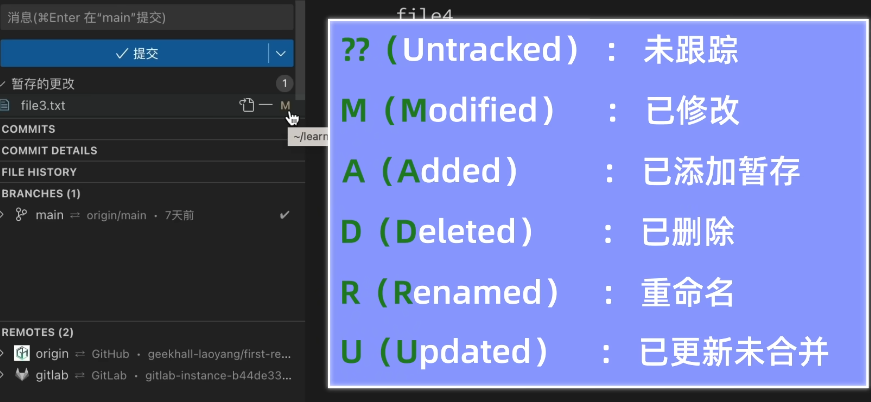 消息(⌘Enter 在“main”提交)
提交
暂存的更改
1
file3.txt
M
~/learn
COMMITS
COMMIT DETAILS
FILE HISTORY
BRANCHES (1)
main ⇌ origin/main • 7天前
REMOTES (2)
origin ⇌ GitHub • geekhall-laoyang/first-re...
gitlab ⇌ GitLab • gitlab-instance-b44de33...
file4
??（Untracked）： 未跟踪
M（Modified）： 已修改
A（Added）： 已添加暂存
D（Deleted）： 已删除
R（Renamed）： 重命名
U（Updated）： 已更新未合并